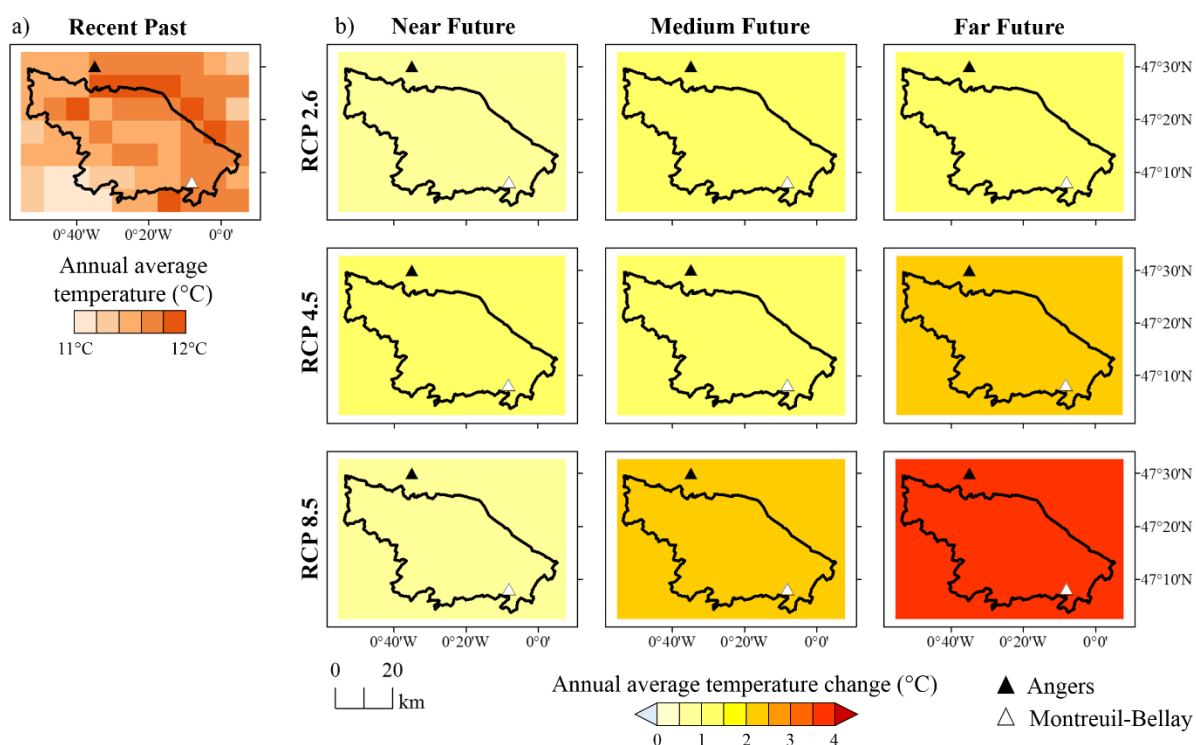 a) Recent Past
b) Near Future Medium Future Far Future
RCP 2.6
47°30'N
47°20'N
47°10'N
0°40'W 0°20'W 0°0'
Annual average
temperature (°C)
11°C 12°C
RCP 4.5
47°30'N
47°20'N
47°10'N
RCP 8.5
47°30'N
47°20'N
47°10'N
0°40'W 0°20'W 0°0' 0°40'W 0°20'W 0°0' 0°40'W 0°20'W 0°0'
0 20
km
Annual average temperature change (°C)
0 1 2 3 4
Angers
Montreuil-Bellay